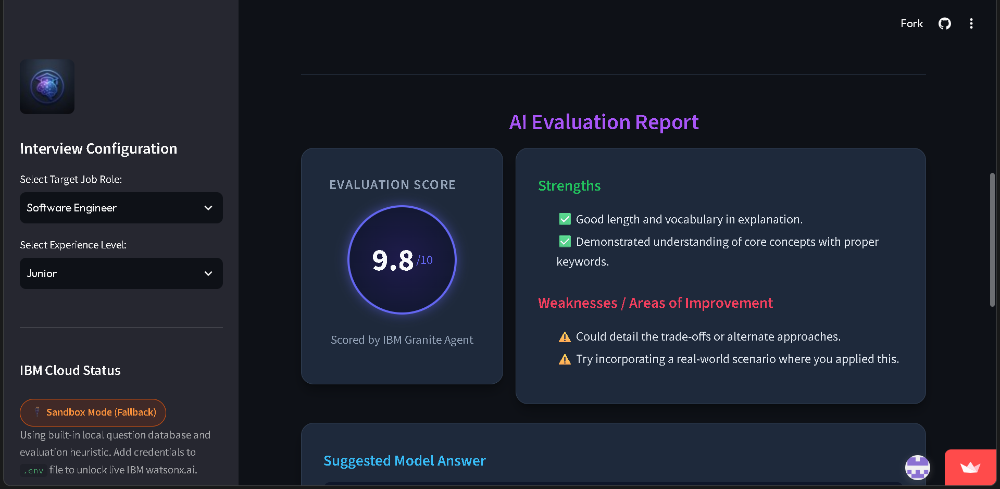 Fork
Interview Configuration
Select Target Job Role:
Software Engineer
Select Experience Level:
Junior
IBM Cloud Status
Sandbox Mode (Fallback)
Using built-in local question database and
evaluation heuristic. Add credentials to
.env file to unlock live IBM watsonx.ai.
AI Evaluation Report
EVALUATION SCORE
9.8/10
Scored by IBM Granite Agent
Strengths
Good length and vocabulary in explanation.
Demonstrated understanding of core concepts with proper
keywords.
Weaknesses / Areas of Improvement
Could detail the trade-offs or alternate approaches.
Try incorporating a real-world scenario where you applied this.
Suggested Model Answer